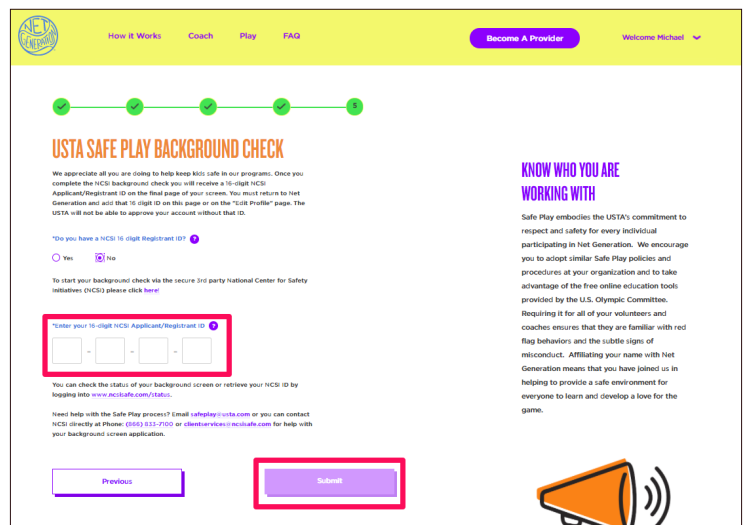 NET
GENERATION
How it Works
Coach
Play
FAQ
Become A Provider
Welcome Michael
5
USTA SAFE PLAY BACKGROUND CHECK
We appreciate all you are doing to help keep kids safe in our programs. Once you
complete the NCSI background check you will receive a 16-digit NCSI
Applicant/Registrant ID on the final page of your screen. You must return to Net
Generation and add that 16 digit ID on this page or on the "Edit Profile" page. The
USTA will not be able to approve your account without that ID.
*Do you have a NCSI 16 digit Registrant ID? ?
Yes
No
To start your background check via the secure 3rd party National Center for Safety
Initiatives (NCSI) please click here!
*Enter your 16-digit NCSI Applicant/Registrant ID ?
- - -
You can check the status of your background screen or retrieve your NCSI ID by
logging into www.ncsisafe.com/status.
Need help with the Safe Play process? Email safeplay@usta.com or you can contact
NCSI directly at Phone: (866) 833-7100 or clientservices@ncsisafe.com for help with
your background screen application.
Previous
Submit
KNOW WHO YOU ARE
WORKING WITH
Safe Play embodies the USTA's commitment to
respect and safety for every individual
participating in Net Generation. We encourage
you to adopt similar Safe Play policies and
procedures at your organization and to take
advantage of the free online education tools
provided by the U.S. Olympic Committee.
Requiring it for all of your volunteers and
coaches ensures that they are familiar with red
flag behaviors and the subtle signs of
misconduct. Affiliating your name with Net
Generation means that you have joined us in
helping to provide a safe environment for
everyone to learn and develop a love for the
game.